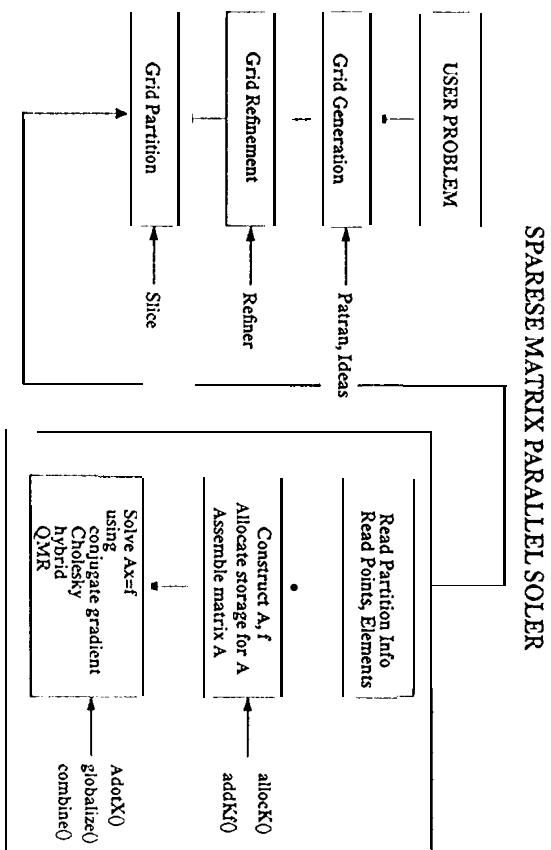 SPARESE MATRIX PARALLEL SOLER
USER PROBLEM
Grid Generation
Patran, Ideas
Grid Refinement
Refiner
Grid Partition
Slice
Read Partition Info
Read Points, Elements
Construct A, f
Allocate storage for A
Assemble matrix A
allocK()
addKf()
Solve Ax=f
using
conjugate gradient
Cholesky
hybrid
QMR
AdotX()
globalize()
combine()